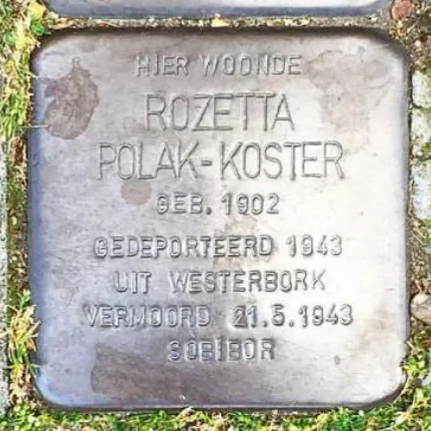 HIER WOONDE
ROZETTA
POLAK-KOSTER
GEB. 1902
GEDEPORTEERD 1943
UIT WESTERBORK
VERMOORD 21.5.1943
SOBIBOR